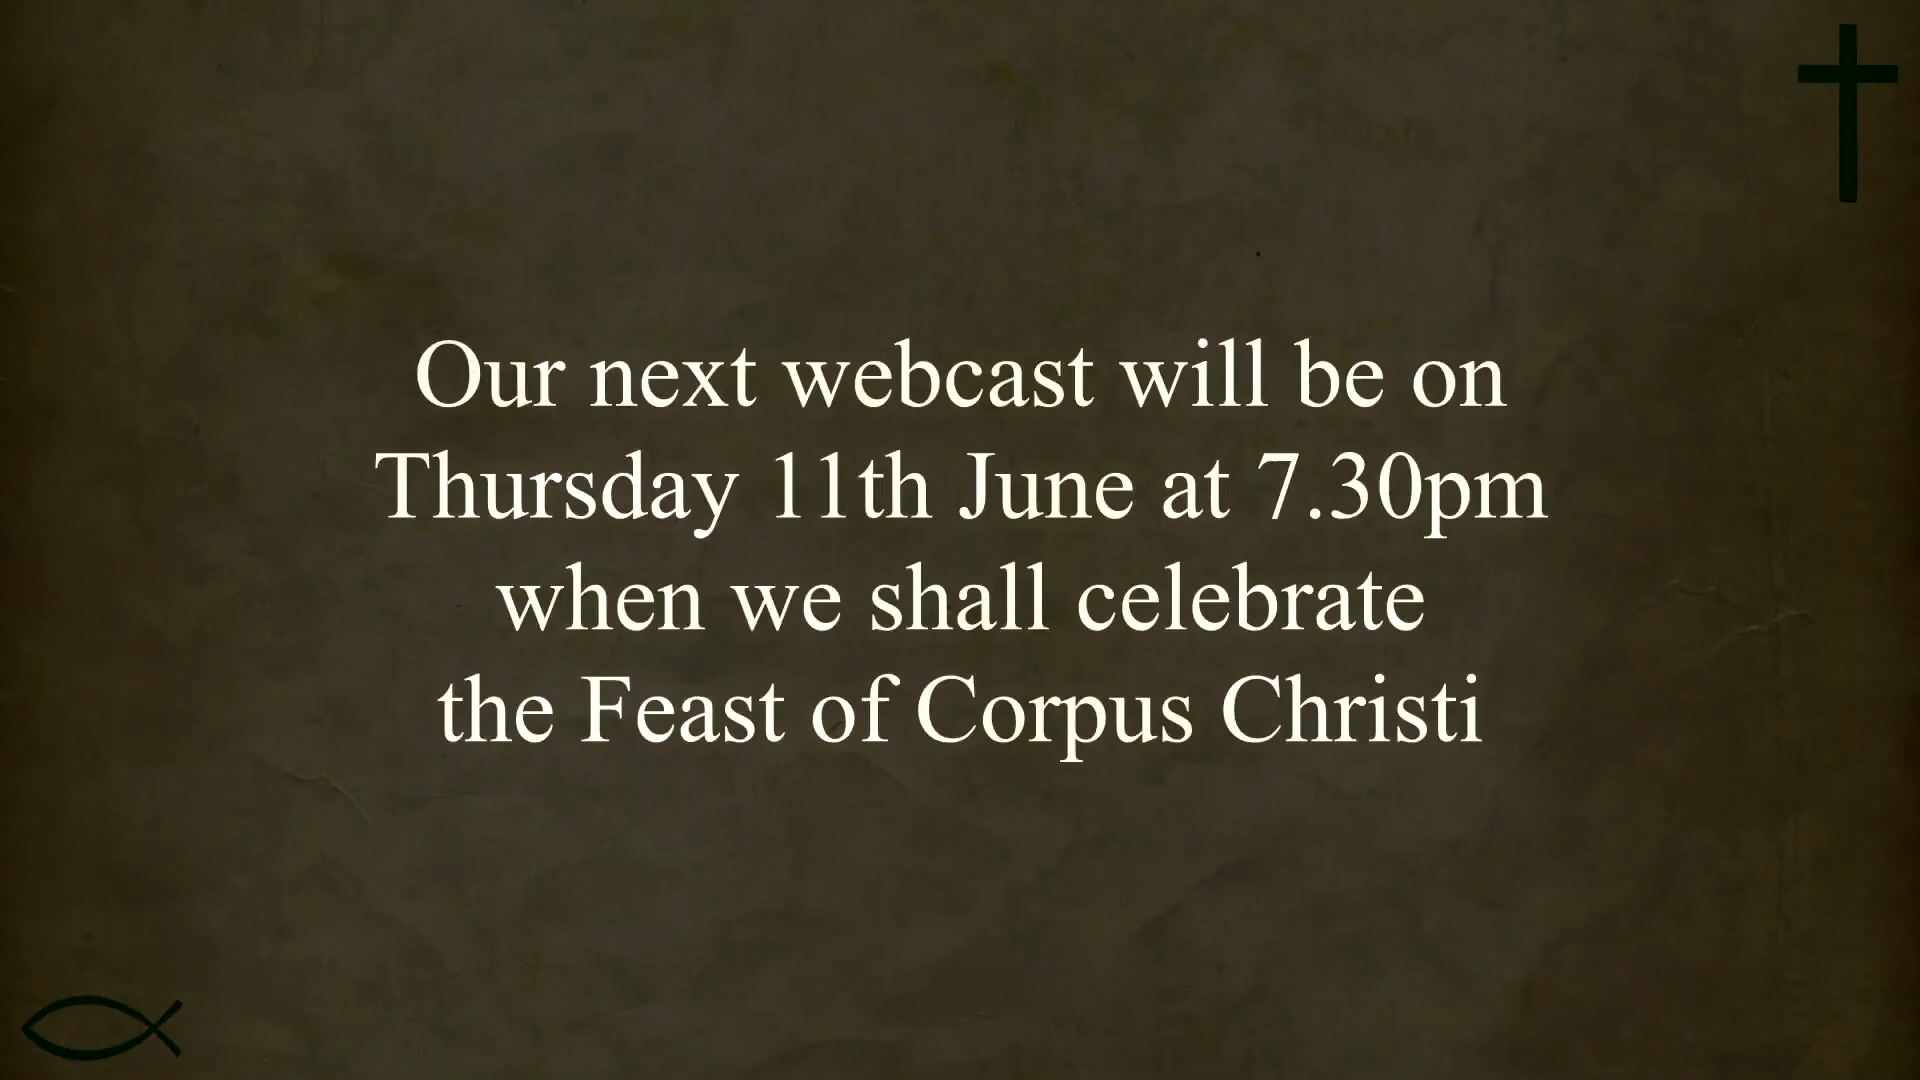 Our next webcast will be on
Thursday 11th June at 7.30pm
when we shall celebrate
the Feast of Corpus Christi